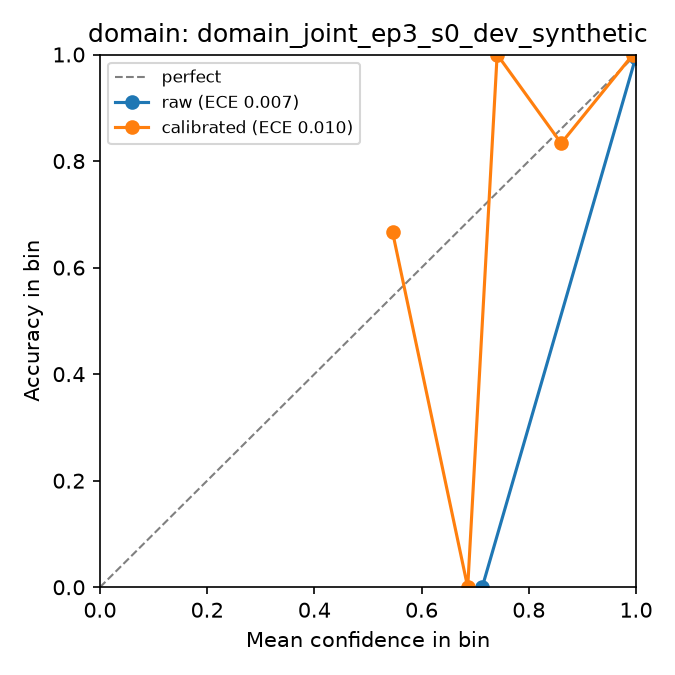 domain: domain_joint_ep3_s0_dev_synthetic
perfect
raw (ECE 0.007)
calibrated (ECE 0.010)
Accuracy in bin
1.0
0.8
0.6
0.4
0.2
0.0
0.0 0.2 0.4 0.6 0.8 1.0
Mean confidence in bin